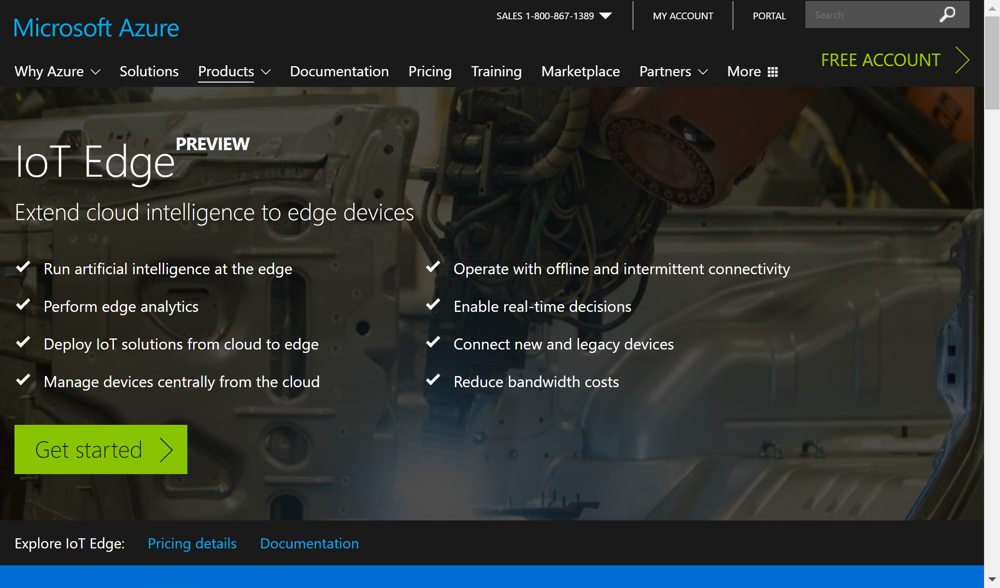 SALES 1-800-867-1389
MY ACCOUNT
PORTAL
Search
Microsoft Azure
FREE ACCOUNT
Why Azure
Solutions
Products
Documentation
Pricing
Training
Marketplace
Partners
More
IoT Edge PREVIEW
Extend cloud intelligence to edge devices
Run artificial intelligence at the edge
Perform edge analytics
Deploy IoT solutions from cloud to edge
Manage devices centrally from the cloud
Operate with offline and intermittent connectivity
Enable real-time decisions
Connect new and legacy devices
Reduce bandwidth costs
Get started
Explore IoT Edge:
Pricing details
Documentation